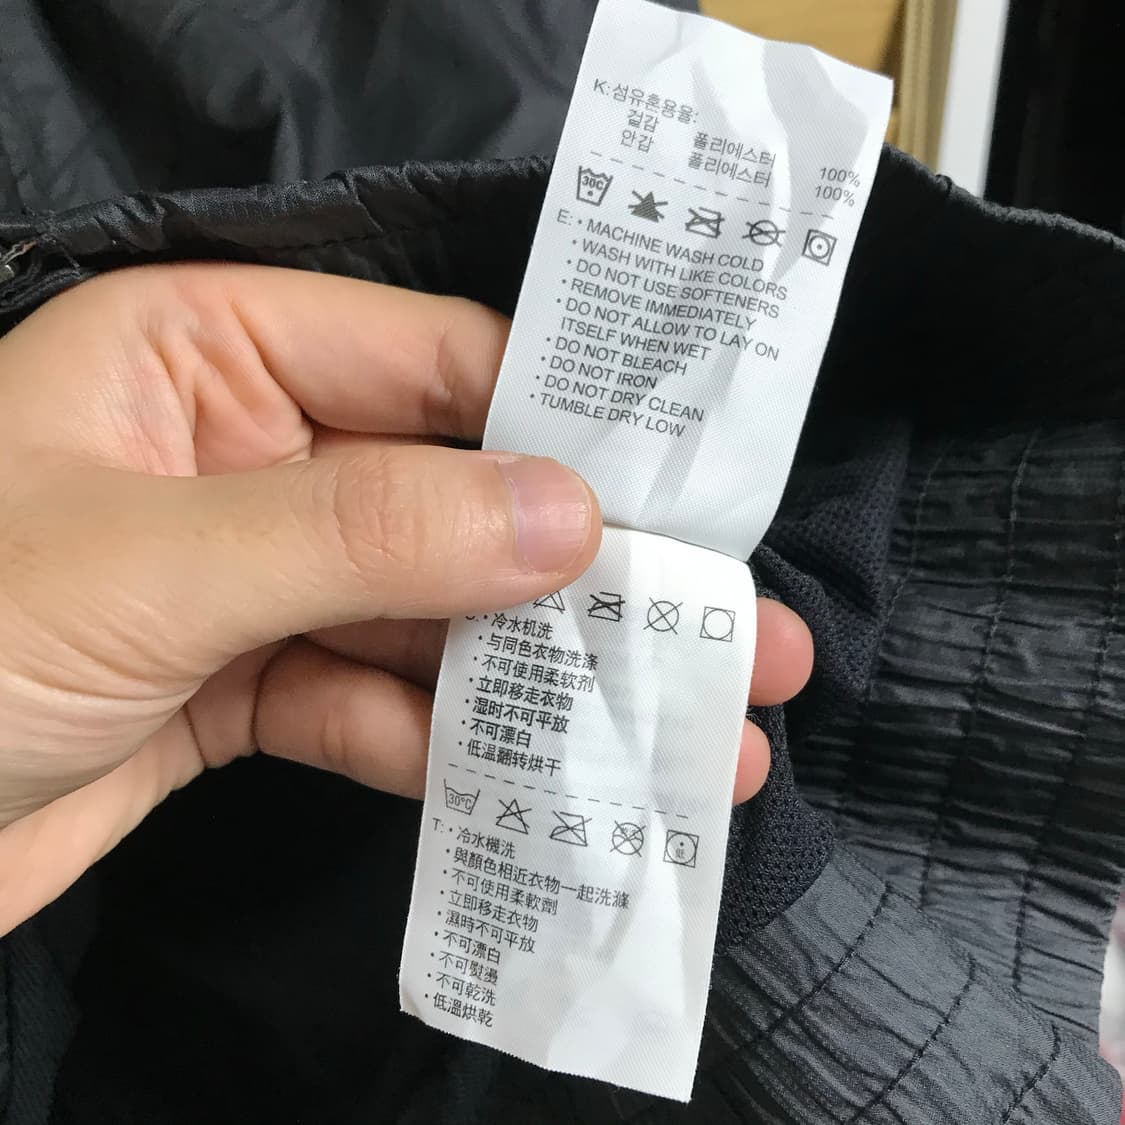 K:섬유혼용율:
겉감 폴리에스터 100%
안감 폴리에스터 100%
30C
E: • MACHINE WASH COLD
• WASH WITH LIKE COLORS
• DO NOT USE SOFTENERS
• REMOVE IMMEDIATELY
• DO NOT ALLOW TO LAY ON
ITSELF WHEN WET
• DO NOT BLEACH
• DO NOT IRON
• DO NOT DRY CLEAN
• TUMBLE DRY LOW
• 冷水机洗
• 与同色衣物洗涤
• 不可使用柔软剂
• 立即移走衣物
• 湿时不可平放
• 不可漂白
• 低温翻转烘干
30°C
低
T: • 冷水機洗
• 與顏色相近衣物一起洗滌
• 不可使用柔軟劑
• 立即移走衣物
• 濕時不可平放
• 不可漂白
• 不可熨燙
• 不可乾洗
• 低溫烘乾